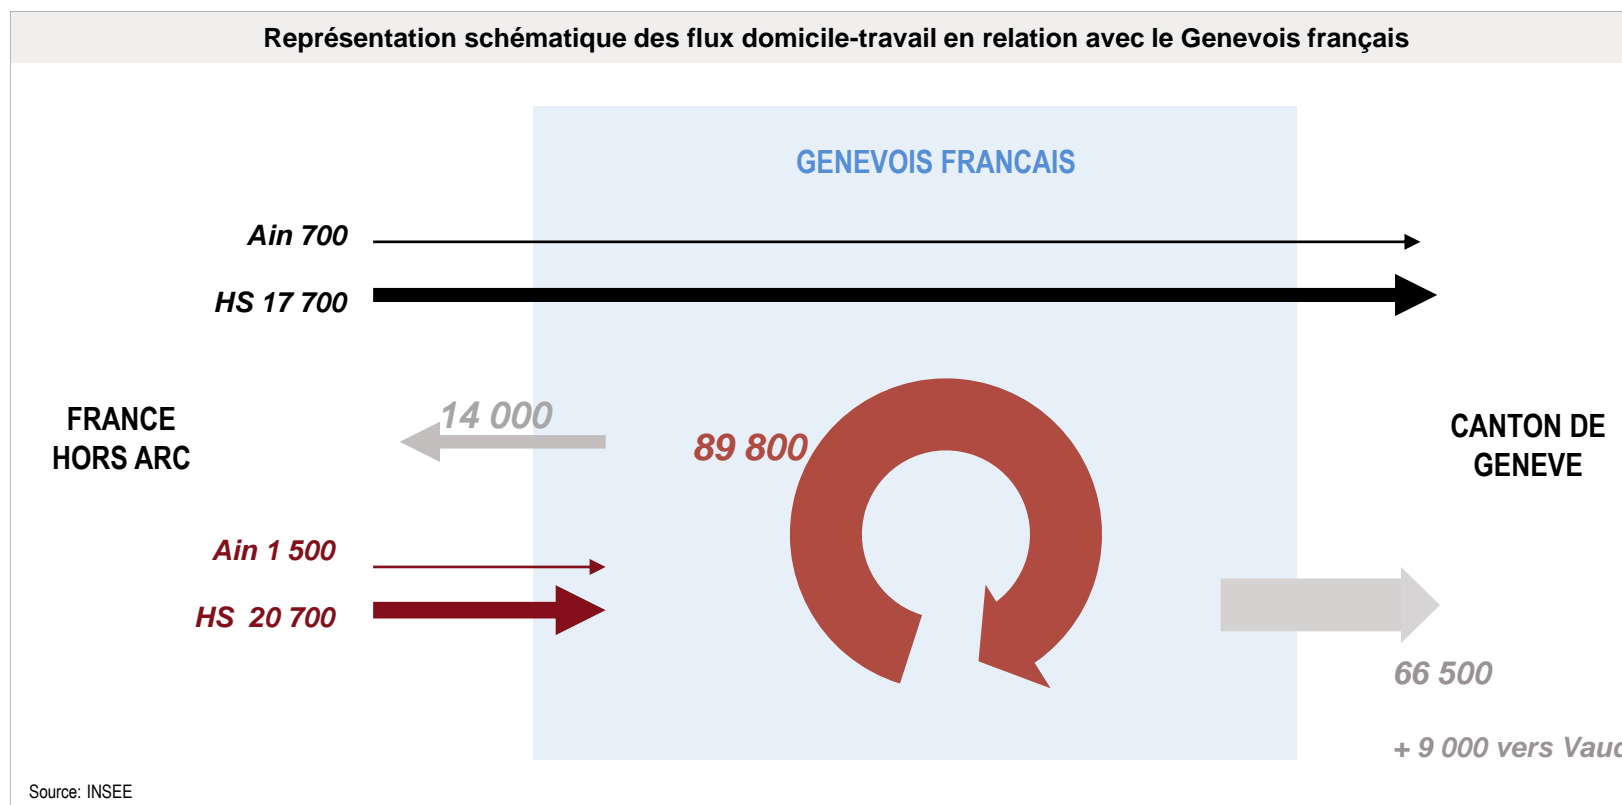 Représentation schématique des flux domicile-travail en relation avec le Genevois français
GENEVOIS FRANCAIS
Ain 700
HS 17 700
FRANCE
HORS ARC
14 000
89 800
CANTON DE
GENEVE
Ain 1 500
HS 20 700
66 500
+ 9 000 vers Vaud
Source: INSEE